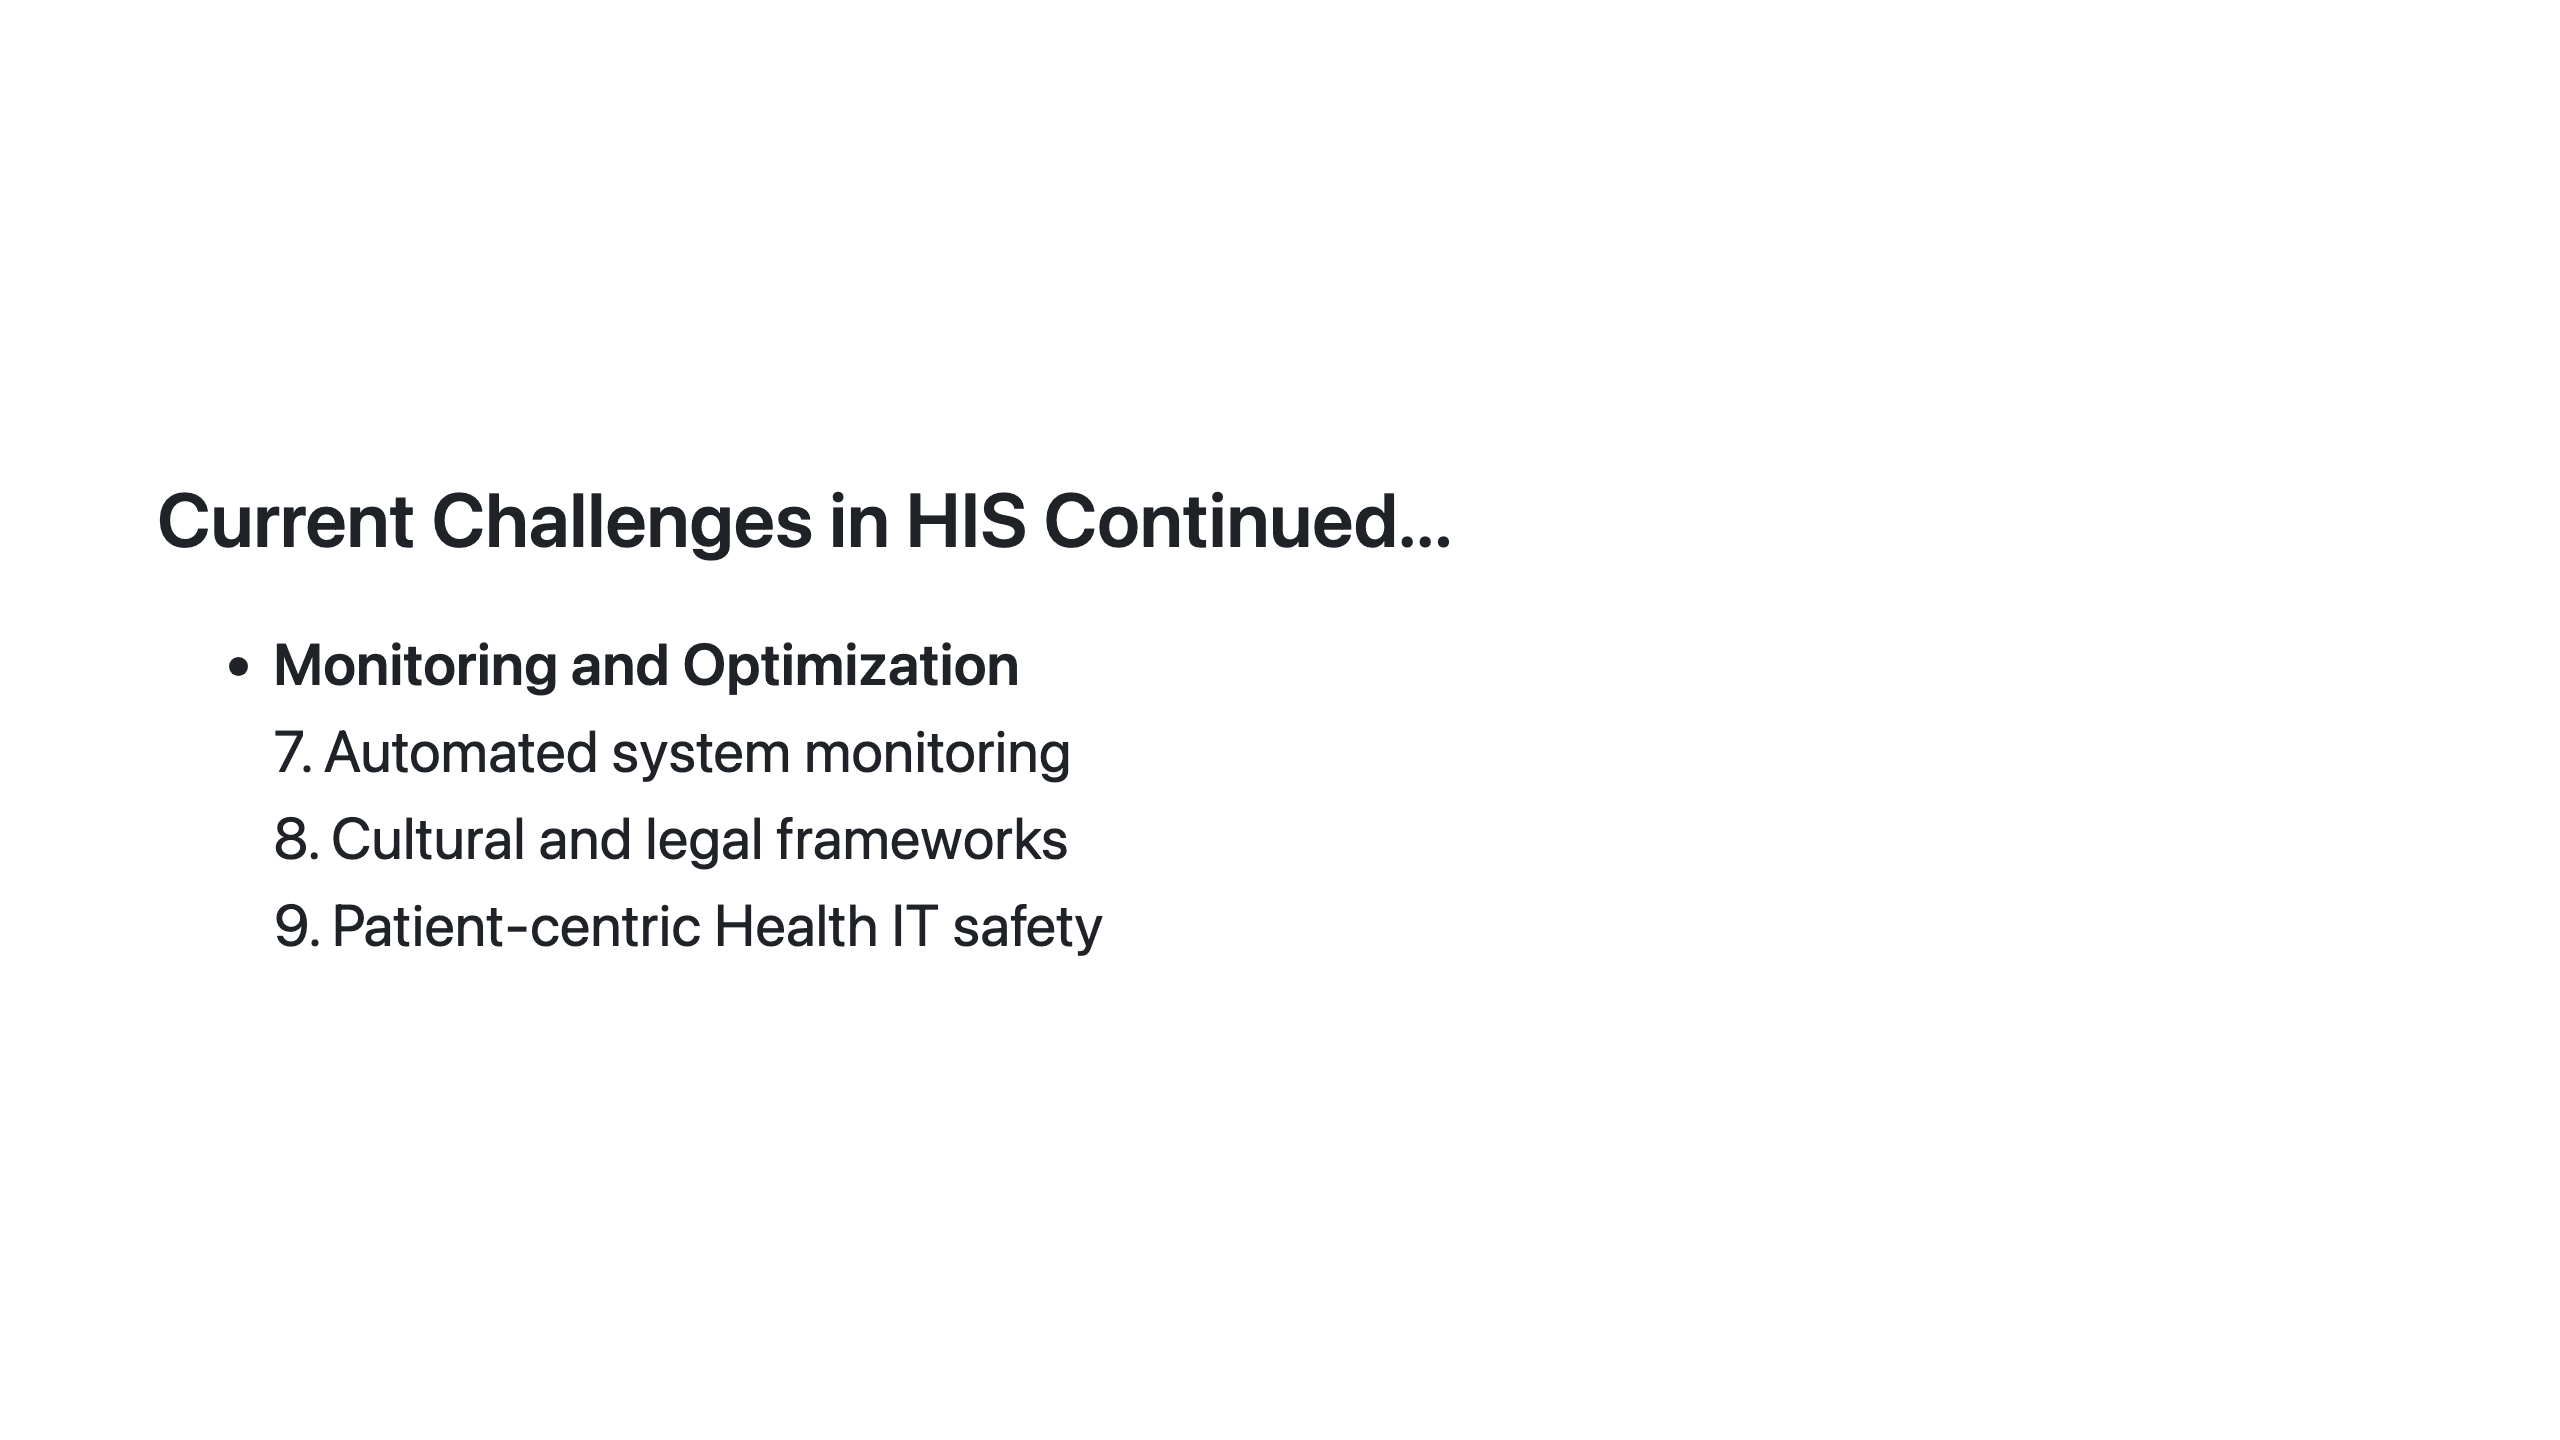 Current Challenges in HIS Continued...
• Monitoring and Optimization
7. Automated system monitoring
8. Cultural and legal frameworks
9. Patient-centric Health IT safety